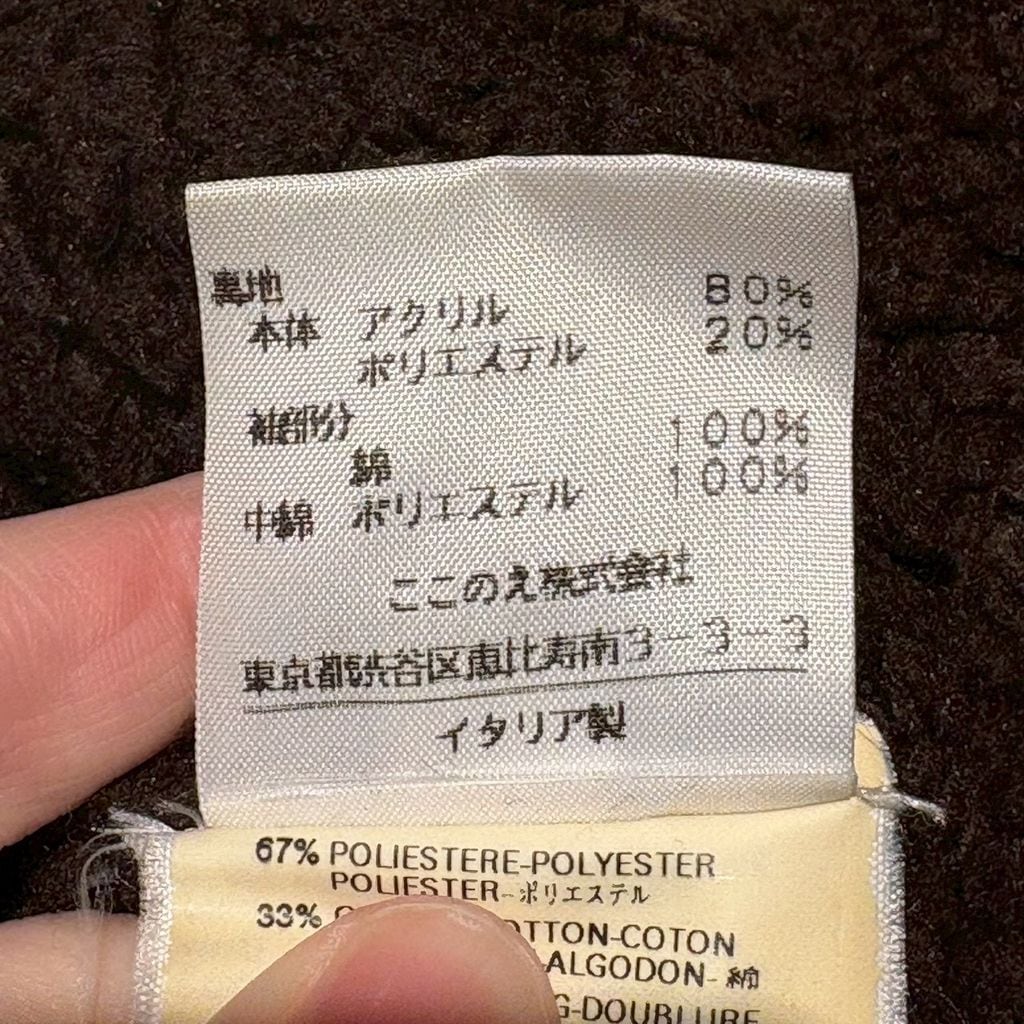 裏地
本体 アクリル 80%
ポリエステル 20%
袖部分
綿 100%
中綿 ポリエステル 100%
ここのえ株式会社
東京都渋谷区恵比寿南3-3-3
イタリア製
67% POLIESTERE-POLYESTER
POLIESTER-ポリエステル
33% OTTON-COTON
ALGODON-綿
G-DOUBLURE